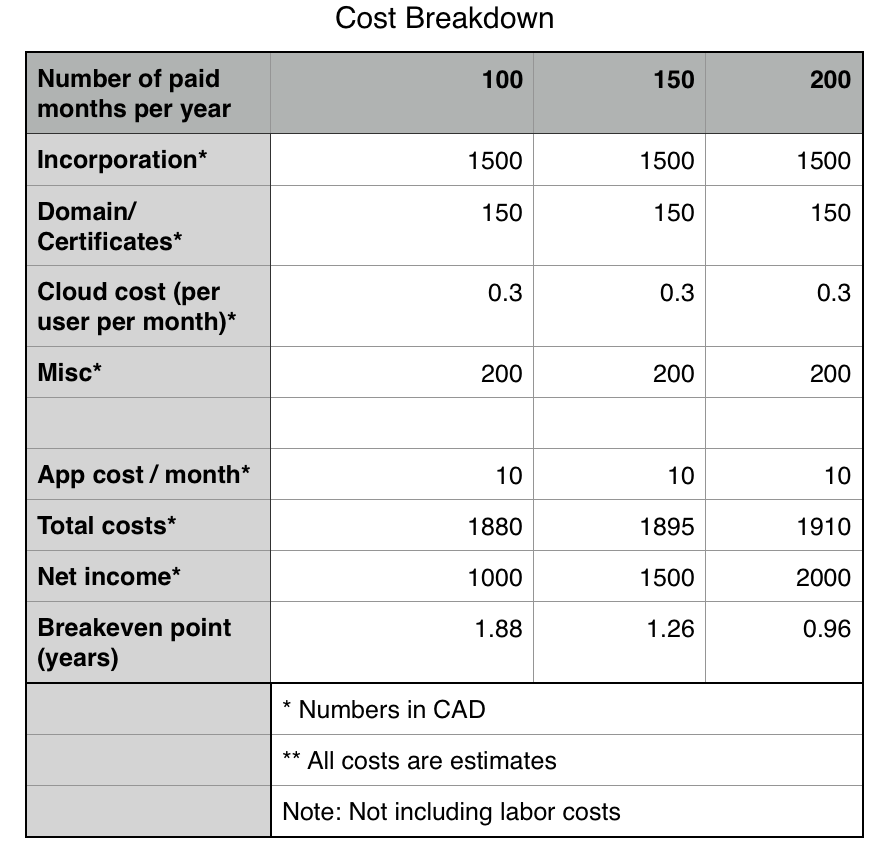 Cost Breakdown
Number of paid 100 150 200
months per year
Incorporation* 1500 1500 1500
Domain/ 150 150 150
Certificates*
Cloud cost (per 0.3 0.3 0.3
user per month)*
Misc* 200 200 200
App cost / month* 10 10 10
Total costs* 1880 1895 1910
Net income* 1000 1500 2000
Breakeven point 1.88 1.26 0.96
(years)
* Numbers in CAD
** All costs are estimates
Note: Not including labor costs